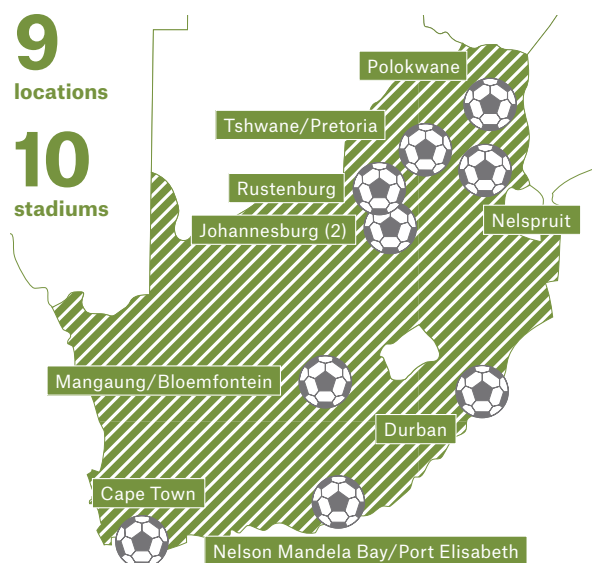 9
locations
10
stadiums
Polokwane
Tshwane/Pretoria
Rustenburg
Nelspruit
Johannesburg (2)
Mangaung/Bloemfontein
Durban
Cape Town
Nelson Mandela Bay/Port Elisabeth